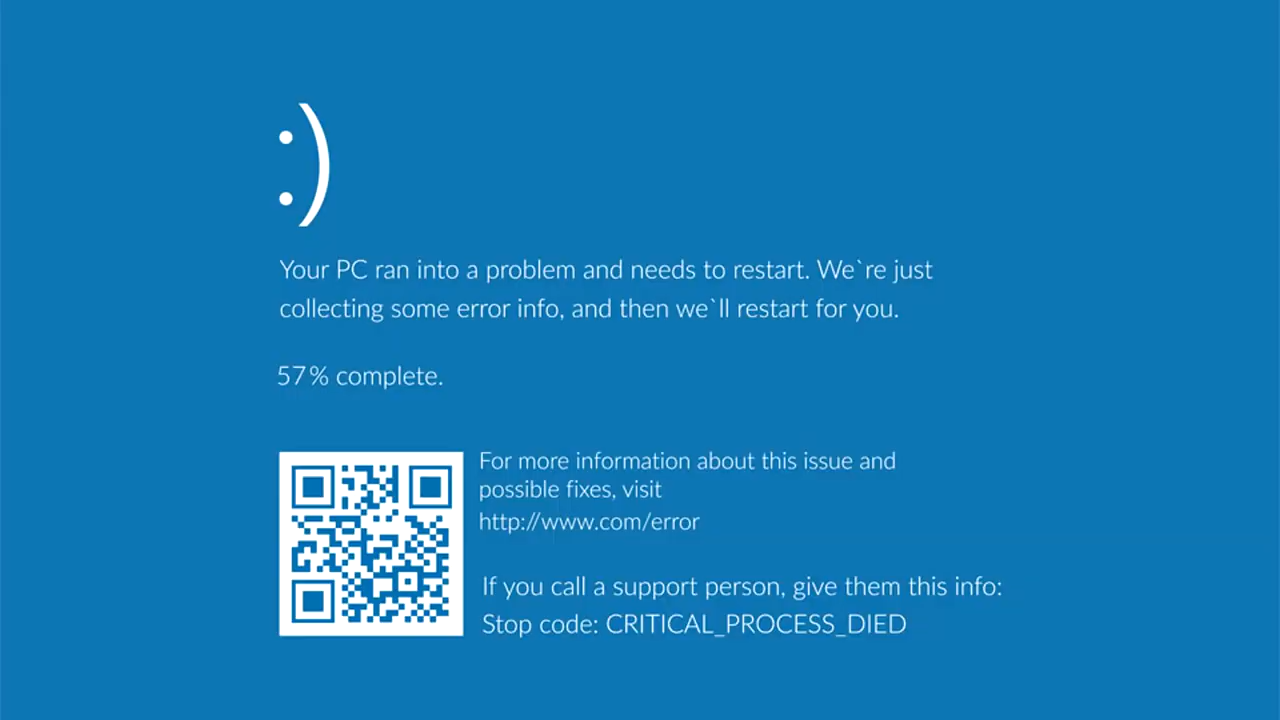 :)
Your PC ran into a problem and needs to restart. We`re just
collecting some error info, and then we`ll restart for you.
57% complete.
For more information about this issue and
possible fixes, visit
http://www.com/error
If you call a support person, give them this info:
Stop code: CRITICAL_PROCESS_DIED